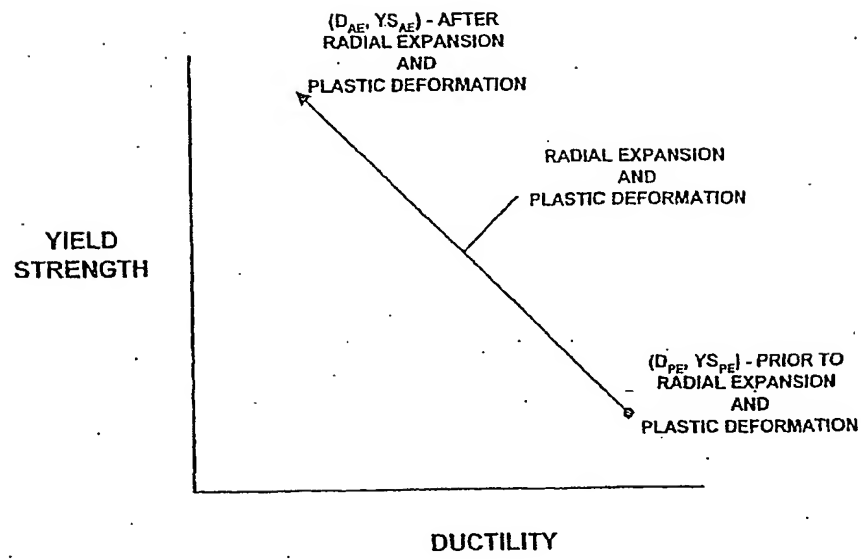 (D_AE, YS_AE) - AFTER
RADIAL EXPANSION
AND
PLASTIC DEFORMATION
RADIAL EXPANSION
AND
PLASTIC DEFORMATION
YIELD
STRENGTH
(D_PE, YS_PE) - PRIOR TO
RADIAL EXPANSION
AND
PLASTIC DEFORMATION
DUCTILITY